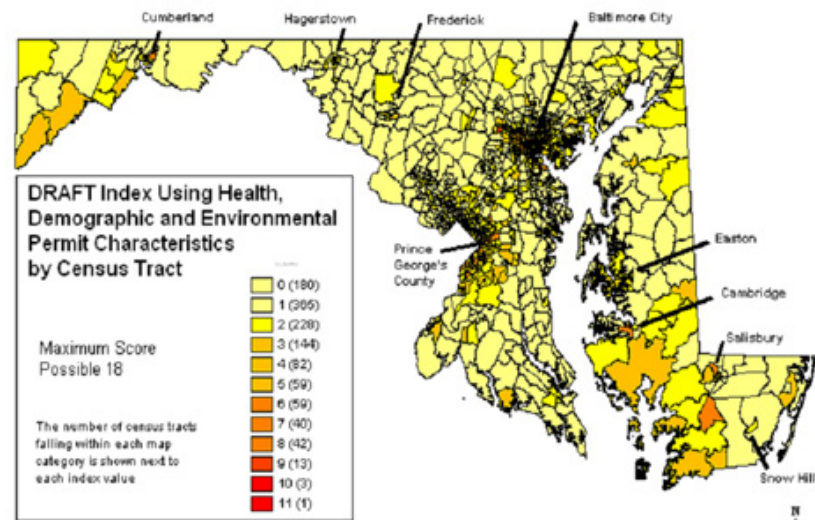 Cumberland
Hagerstown
Frederick
Baltimore City
DRAFT Index Using Health,
Demographic and Environmental
Permit Characteristics
by Census Tract
Maximum Score
Possible 18
The number of census tracts
falling within each map
category is shown next to
each index value
0 (180)
1 (365)
2 (228)
3 (144)
4 (82)
5 (59)
6 (59)
7 (40)
8 (42)
9 (13)
10 (3)
11 (1)
Prince
George's
County
Easton
Cambridge
Salisbury
Snow Hill
N